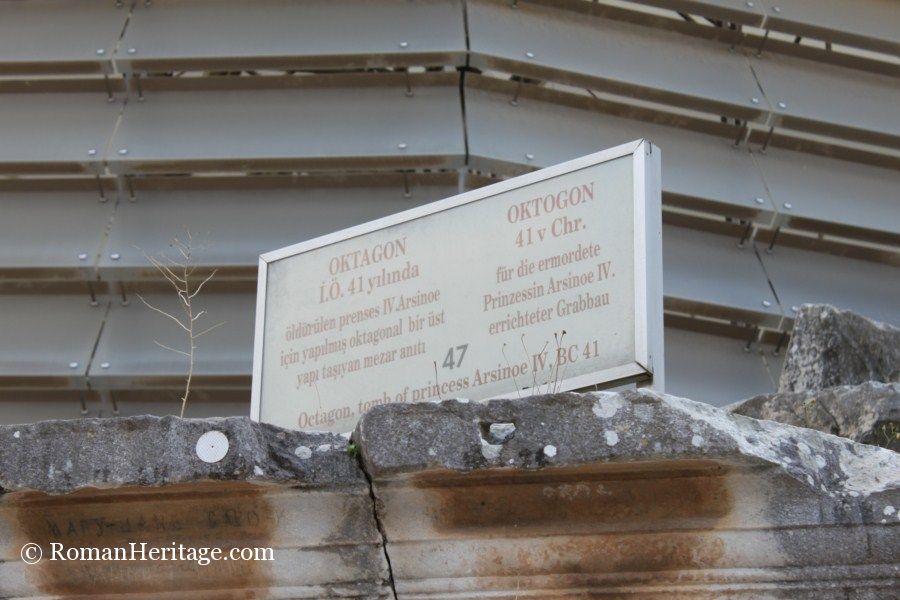 OKTAGON
İ.Ö. 41 yılında
öldürülen prenses IV.Arsinoe
için yapılmış oktagonal bir üst
yapı taşıyan mezar anıtı
OKTOGON
41 v Chr.
für die ermordete
Prinzessin Arsinoe IV.
errichteter Grabbau
47
Octagon, tomb of princess Arsinoe IV, BC 41
© RomanHeritage.com